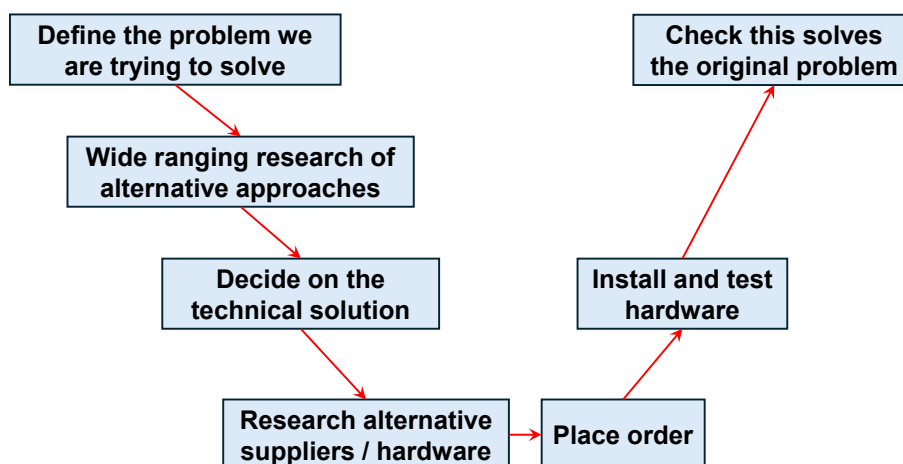 Define the problem we
are trying to solve
Wide ranging research of
alternative approaches
Decide on the
technical solution
Research alternative
suppliers / hardware
Place order
Install and test
hardware
Check this solves
the original problem